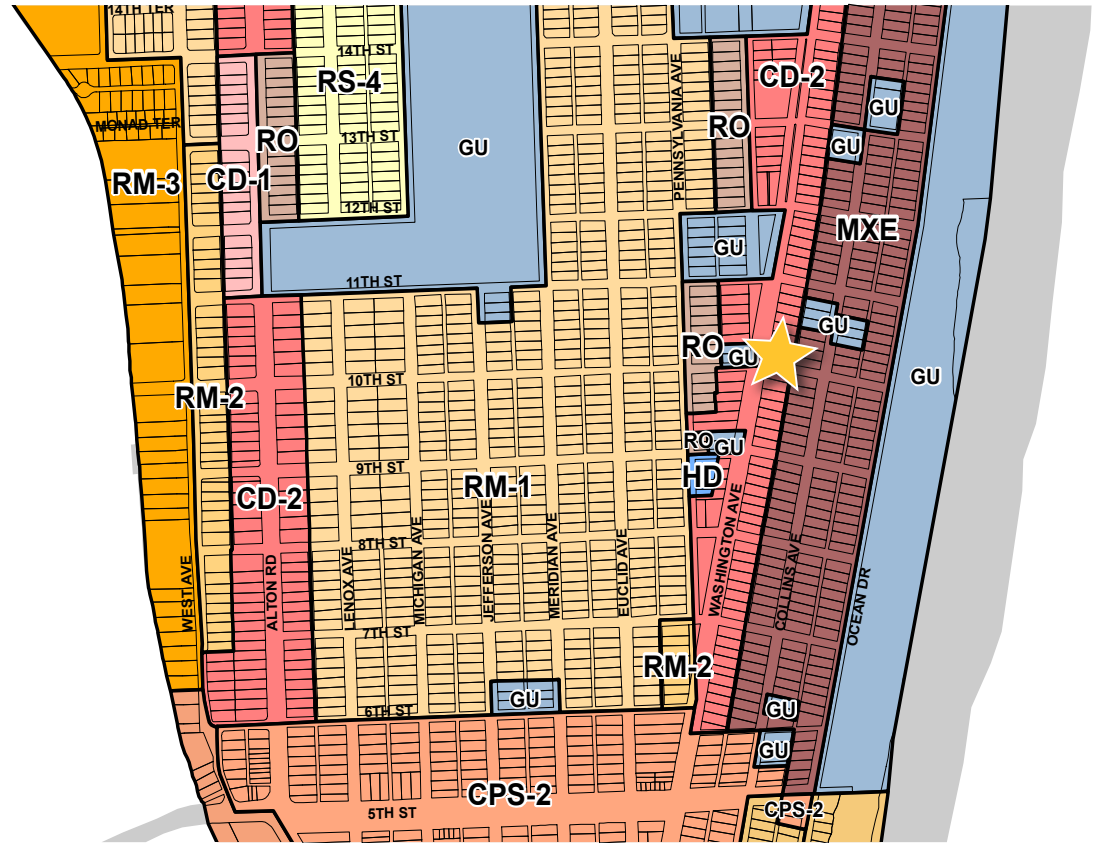 14TH TER
14TH ST
RS-4
CD-2
GU
MONAD TER
RO
13TH ST
PENNSYLVANIA AVE
RO
GU
GU
RM-3
CD-1
12TH ST
MXE
GU
11TH ST
GU
RO
GU
GU
10TH ST
RM-2
RO
GU
9TH ST
HD
CD-2
RM-1
8TH ST
WEST AVE
ALTON RD
LENOX AVE
MICHIGAN AVE
JEFFERSON AVE
MERIDIAN AVE
EUCLID AVE
WASHINGTON AVE
COLLINS AVE
OCEAN DR
7TH ST
RM-2
GU
6TH ST
GU
GU
CPS-2
5TH ST
CPS-2